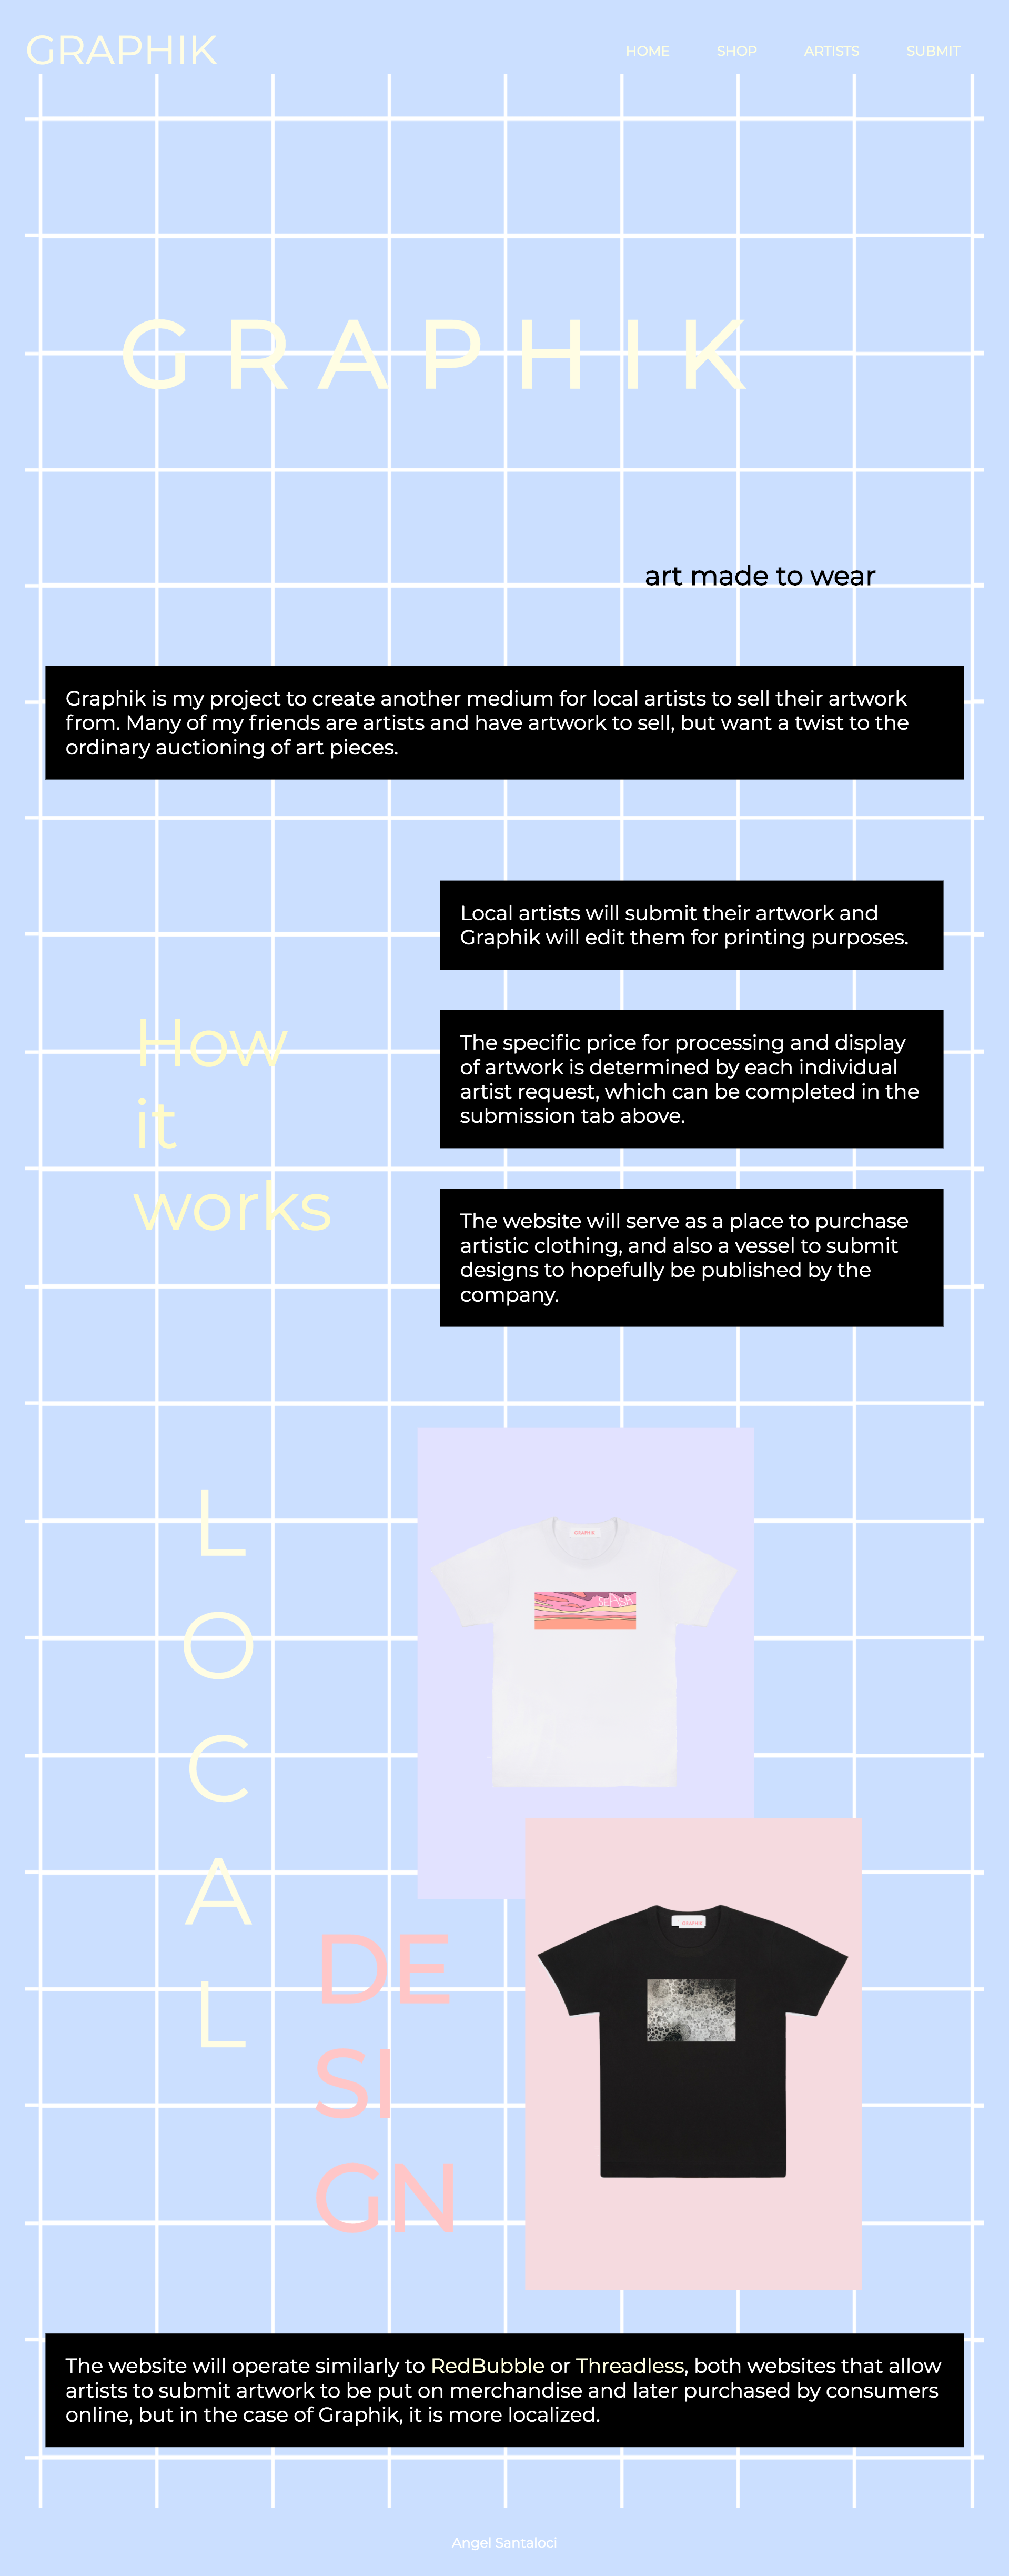 GRAPHIK
HOME SHOP ARTISTS SUBMIT
GRAPHIK
art made to wear
Graphik is my project to create another medium for local artists to sell their artwork
from. Many of my friends are artists and have artwork to sell, but want a twist to the
ordinary auctioning of art pieces.
How
it
works
Local artists will submit their artwork and
Graphik will edit them for printing purposes.
The specific price for processing and display
of artwork is determined by each individual
artist request, which can be completed in the
submission tab above.
The website will serve as a place to purchase
artistic clothing, and also a vessel to submit
designs to hopefully be published by the
company.
L
O
C
A
L
DE
SI
GN
GRAPHIK
GRAPHIK
The website will operate similarly to RedBubble or Threadless, both websites that allow
artists to submit artwork to be put on merchandise and later purchased by consumers
online, but in the case of Graphik, it is more localized.
Angel Santaloci